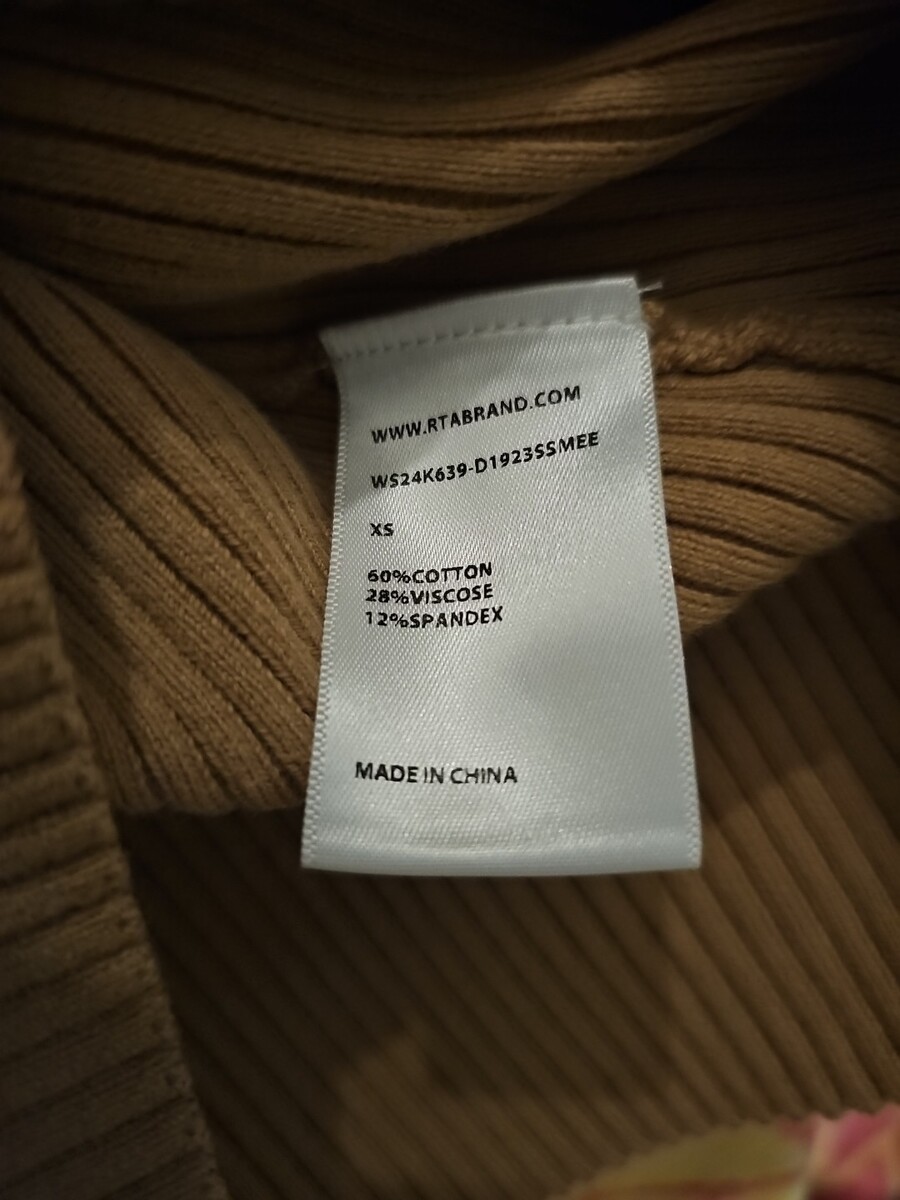 WWW.RTABRAND.COM
WS24K639-D1923SSMEE
XS
60%COTTON
28%VISCOSE
12%SPANDEX
MADE IN CHINA